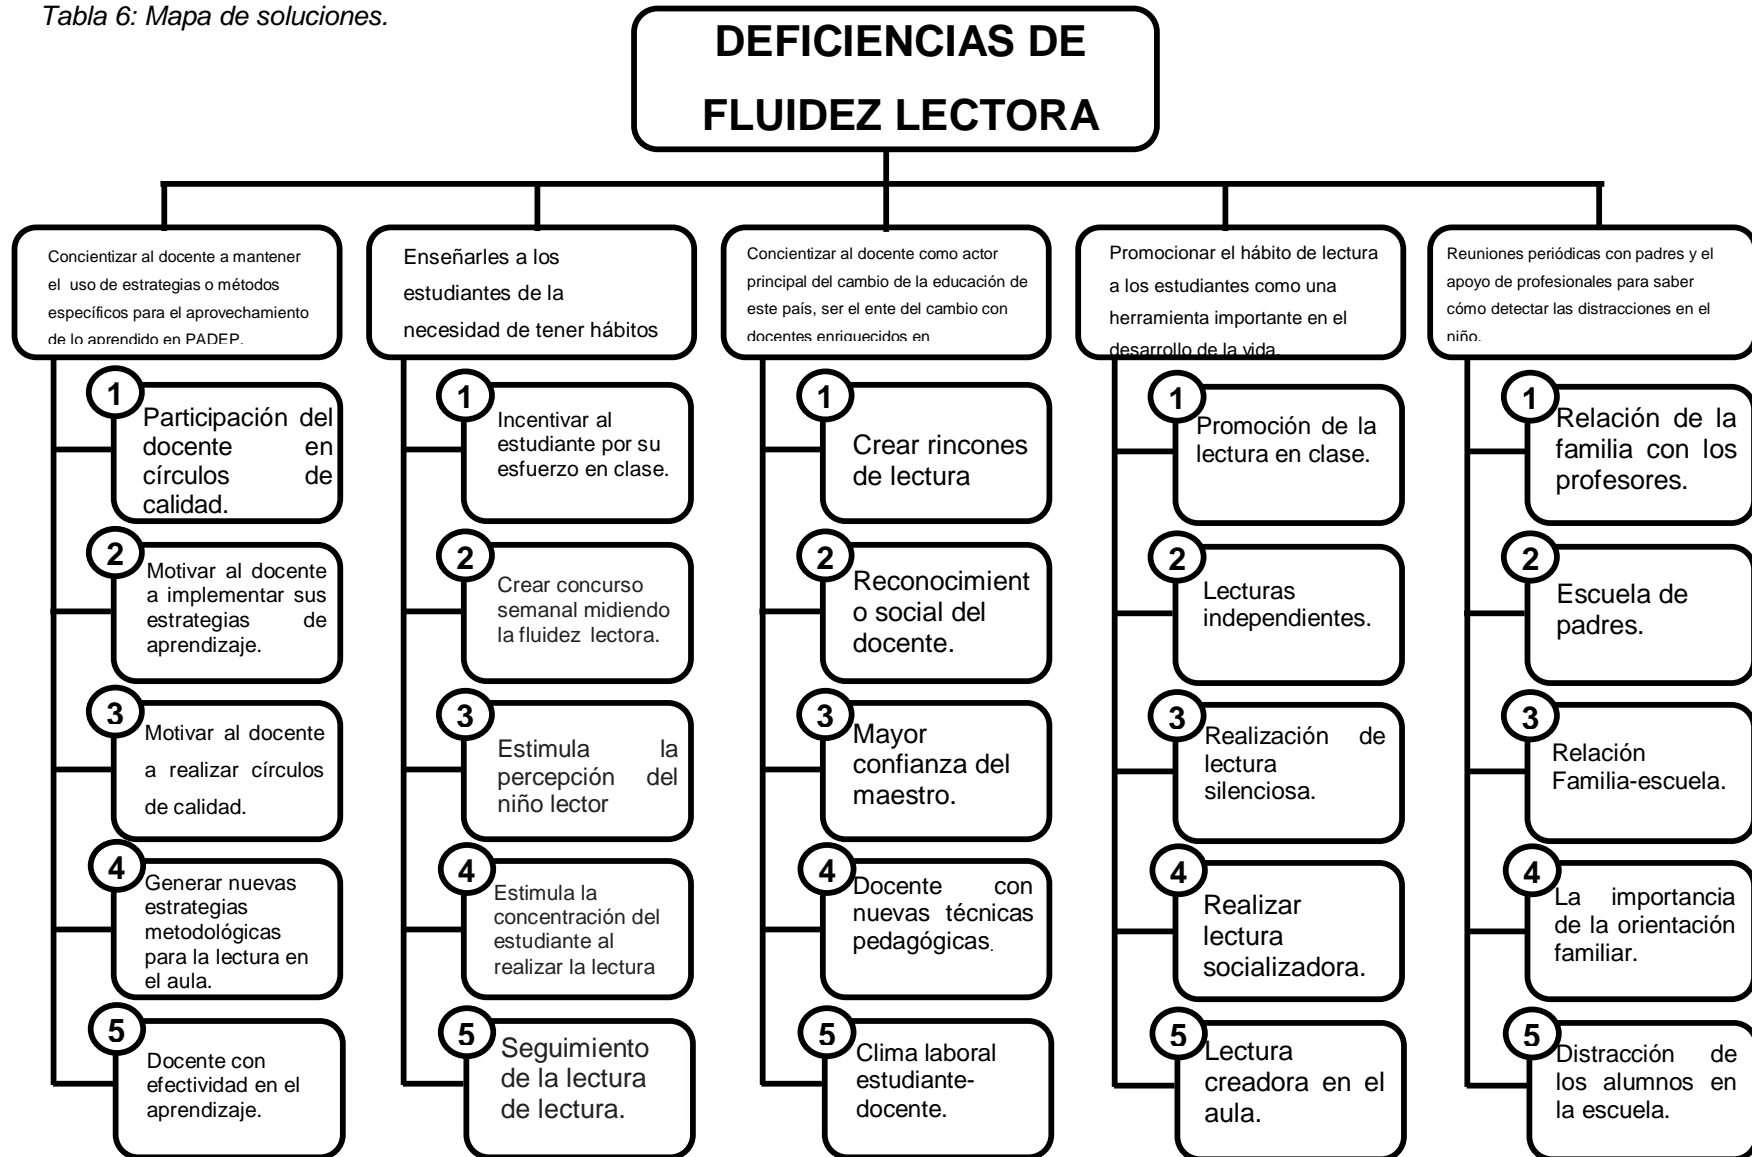 Tabla 6: Mapa de soluciones.
DEFICIENCIAS DE
FLUIDEZ LECTORA
Concientizar al docente a mantener
el uso de estrategias o métodos
específicos para el aprovechamiento
de lo aprendido en PADEP.
1
Participación del
docente en
círculos de
calidad.
2
Motivar al docente
a implementar sus
estrategias de
aprendizaje.
3
Motivar al docente
a realizar círculos
de calidad.
4
Generar nuevas
estrategias
metodológicas
para la lectura en
el aula.
5
Docente con
efectividad en el
aprendizaje.
Enseñarles a los
estudiantes de la
necesidad de tener hábitos
1
Incentivar al
estudiante por su
esfuerzo en clase.
2
Crear concurso
semanal midiendo
la fluidez lectora.
3
Estimula la
percepción del
niño lector
4
Estimula la
concentración del
estudiante al
realizar la lectura
5
Seguimiento
de la lectura
de lectura.
Concientizar al docente como actor
principal del cambio de la educación de
este país, ser el ente del cambio con
docentes enriquecidos en
1
Crear rincones
de lectura
2
Reconocimient
o social del
docente.
3
Mayor
confianza del
maestro.
4
Docente con
nuevas técnicas
pedagógicas.
5
Clima laboral
estudiante-
docente.
Promocionar el hábito de lectura
a los estudiantes como una
herramienta importante en el
desarrollo de la vida.
1
Promoción de la
lectura en clase.
2
Lecturas
independientes.
3
Realización de
lectura
silenciosa.
4
Realizar
lectura
socializadora.
5
Lectura
creadora en el
aula.
Reuniones periódicas con padres y el
apoyo de profesionales para saber
cómo detectar las distracciones en el
niño.
1
Relación de la
familia con los
profesores.
2
Escuela de
padres.
3
Relación
Familia-escuela.
4
La importancia
de la orientación
familiar.
5
Distracción de
los alumnos en
la escuela.